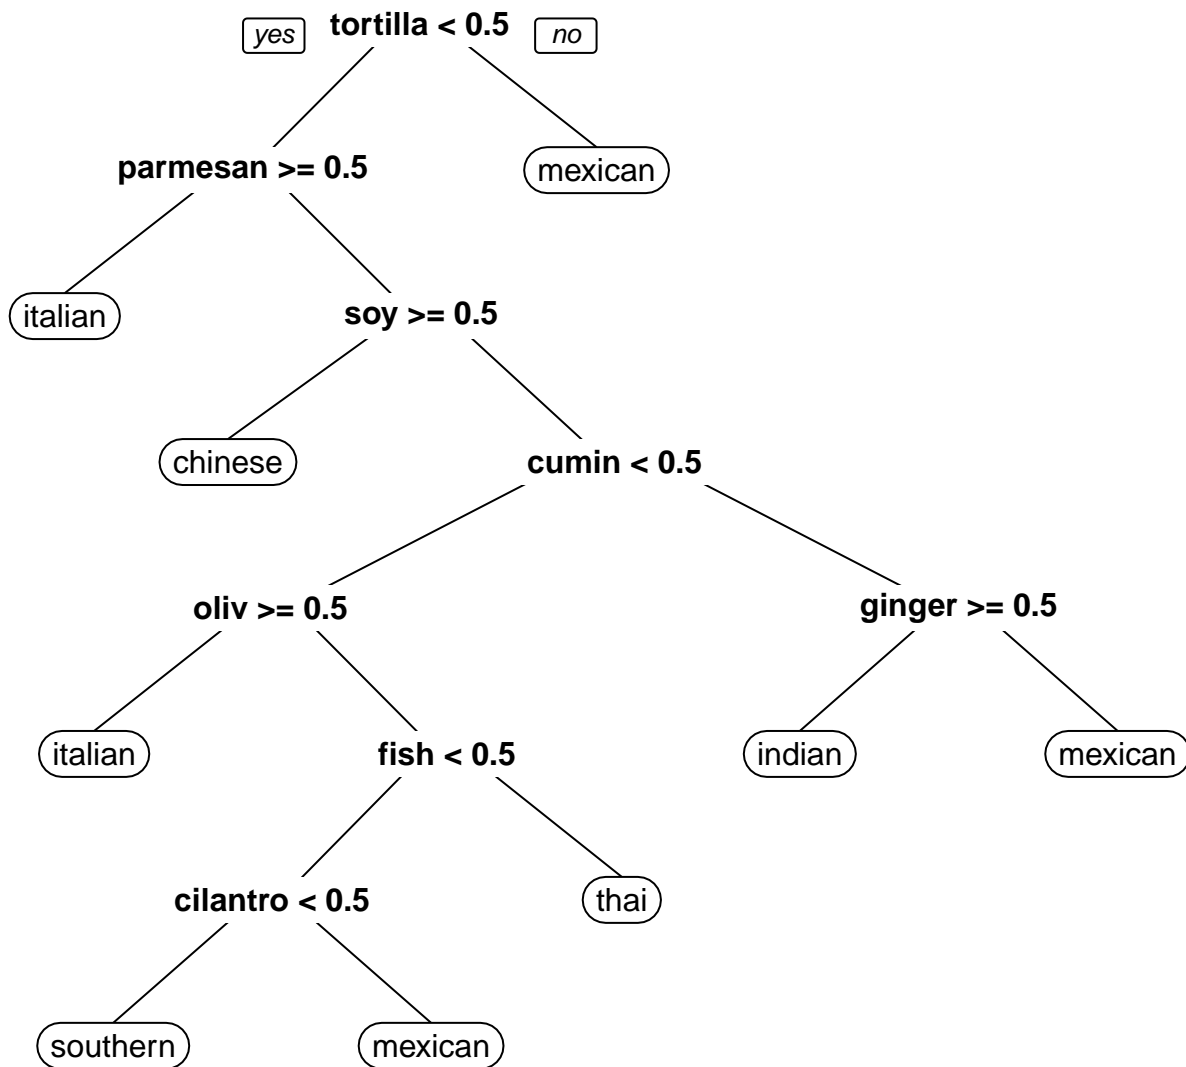 yes tortilla < 0.5 no
parmesan >= 0.5
mexican
italian
soy >= 0.5
chinese
cumin < 0.5
oliv >= 0.5
ginger >= 0.5
italian
fish < 0.5
indian
mexican
cilantro < 0.5
thai
southern
mexican